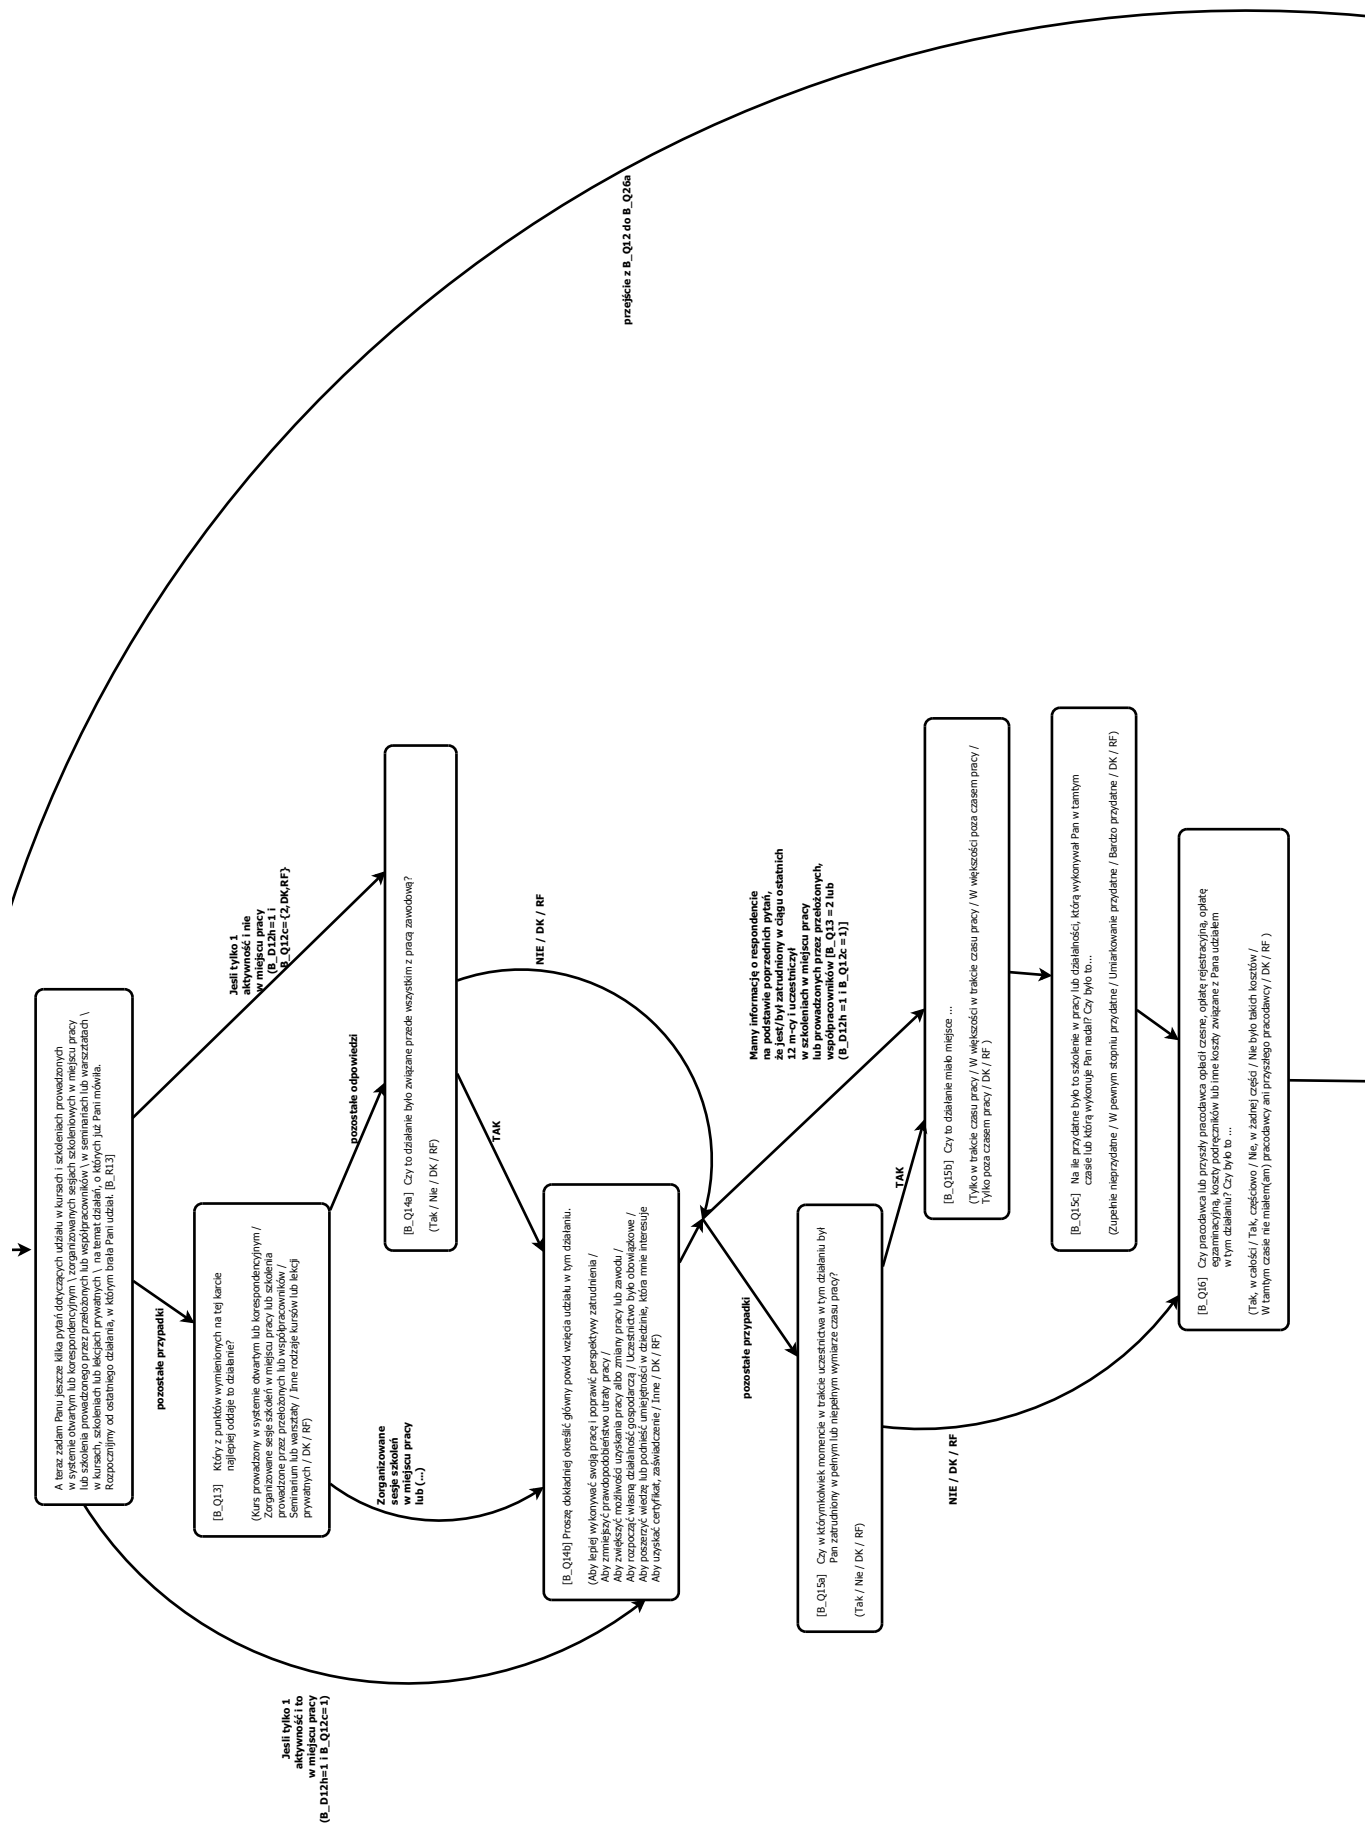 przejście z B_Q12 do B_Q26a
A teraz zadam Panu jeszcze kilka pytań dotyczących udziału w kursach i szkoleniach prowadzonych
w systemie otwartym lub korespondencyjnym \ zorganizowanych sesjach szkoleniowych w miejscu pracy
lub szkolenia prowadzonego przez przełożonych lub współpracowników \ w seminariach lub warsztatach \
w kursach, szkoleniach lub lekcjach prywatnych \ na temat działań, o których już Pani mówiła.
Rozpocznijmy od ostatniego działania, w którym brała Pani udział. [B_R13]
Jesli tylko 1
aktywność i nie
w miejscu pracy
(B_D12h=1 i
B_Q12c={2,DK,RF}
pozostałe przypadki
Jesli tylko 1
aktywność i to
w miejscu pracy
(B_D12h=1 i B_Q12c=1)
[B_Q13] Który z punktów wymienionych na tej karcie
najlepiej oddaje to działanie?
(Kurs prowadzony w systemie otwartym lub korespondencyjnym /
Zorganizowane sesje szkoleń w miejscu pracy lub szkolenia
prowadzone przez przełożonych lub współpracowników /
Seminarium lub warsztaty / Inne rodzaje kursów lub lekcji
prywatnych / DK / RF)
pozostałe odpowiedzi
Zorganizowane
sesje szkoleń
w miejscu pracy
lub (...)
[B_Q14a] Czy to działanie było związane przede wszystkim z pracą zawodową?
(Tak / Nie / DK / RF)
NIE / DK / RF
TAK
[B_Q14b] Proszę dokładniej określić główny powód wzięcia udziału w tym działaniu.
(Aby lepiej wykonywać swoją pracę i poprawić perspektywy zatrudnienia /
Aby zmniejszyć prawdopodobieństwo utraty pracy /
Aby zwiększyć możliwości uzyskania pracy albo zmiany pracy lub zawodu /
Aby rozpocząć własną działalność gospodarczą / Uczestnictwo było obowiązkowe /
Aby poszerzyć wiedzę lub podnieść umiejętności w dziedzinie, która mnie interesuje
Aby uzyskać certyfikat, zaświadczenie / Inne / DK / RF)
Mamy informację o respondencie
na podstawie poprzednich pytań,
że jest/był zatrudniony w ciągu ostatnich
12 m-cy i uczestniczył
w szkoleniach w miejscu pracy
lub prowadzonych przez przełożonych,
współpracowników [B_Q13 =2 lub
(B_D12h =1 i B_Q12c =1)]
pozostałe przypadki
[B_Q15a] Czy w którymkolwiek momencie w trakcie uczestnictwa w tym działaniu był
Pan zatrudniony w pełnym lub niepełnym wymiarze czasu pracy?
(Tak / Nie / DK / RF)
TAK
NIE / DK / RF
[B_Q15b] Czy to działanie miało miejsce ...
(Tylko w trakcie czasu pracy / W większości w trakcie czasu pracy / W większości poza czasem pracy /
Tylko poza czasem pracy / DK / RF )
[B_Q15c] Na ile przydatne było to szkolenie w pracy lub działalności, którą wykonywał Pan w tamtym
czasie lub którą wykonuje Pan nadal? Czy było to...
(Zupełnie nieprzydatne / W pewnym stopniu przydatne / Umiarkowanie przydatne / Bardzo przydatne / DK / RF)
[B_Q16] Czy pracodawca lub przyszły pracodawca opłacił czesne, opłatę rejestracyjną, opłatę
egzaminacyjną, koszty podręczników lub inne koszty związane z Pana udziałem
w tym działaniu? Czy było to ...
(Tak, w całości / Tak, częściowo / Nie, w żadnej części / Nie było takich kosztów /
W tamtym czasie nie miałem(am) pracodawcy ani przyszłego pracodawcy / DK / RF )